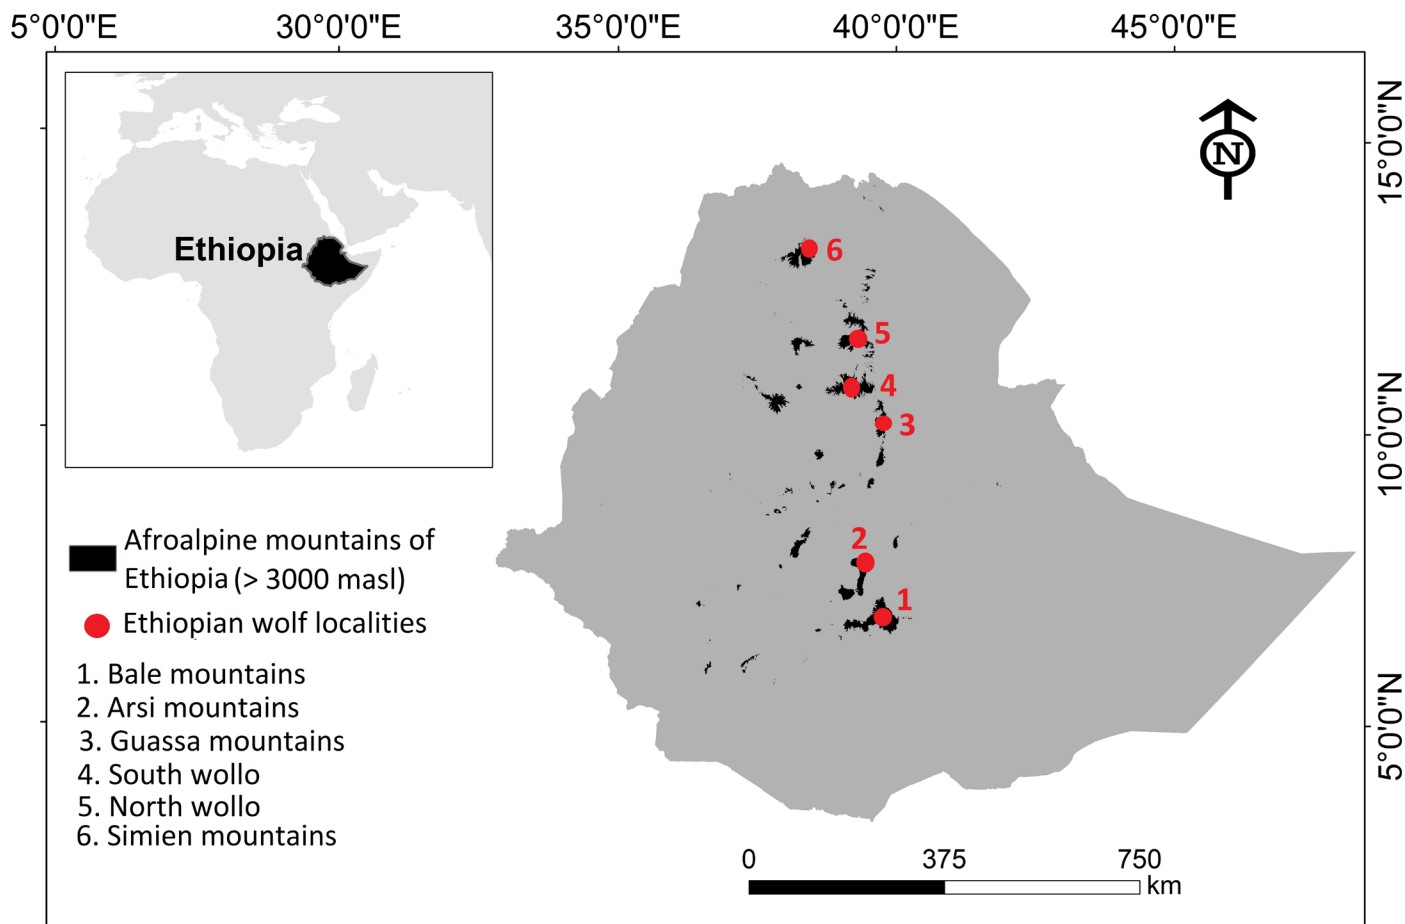 5°0'0"E 30°0'0"E 35°0'0"E 40°0'0"E 45°0'0"E
15°0'0"N
10°0'0"N
5°0'0"N
N
Ethiopia
6
5
4
3
2
1
Afroalpine mountains of
Ethiopia (> 3000 masl)
Ethiopian wolf localities
1. Bale mountains
2. Arsi mountains
3. Guassa mountains
4. South wollo
5. North wollo
6. Simien mountains
0 375 750
km